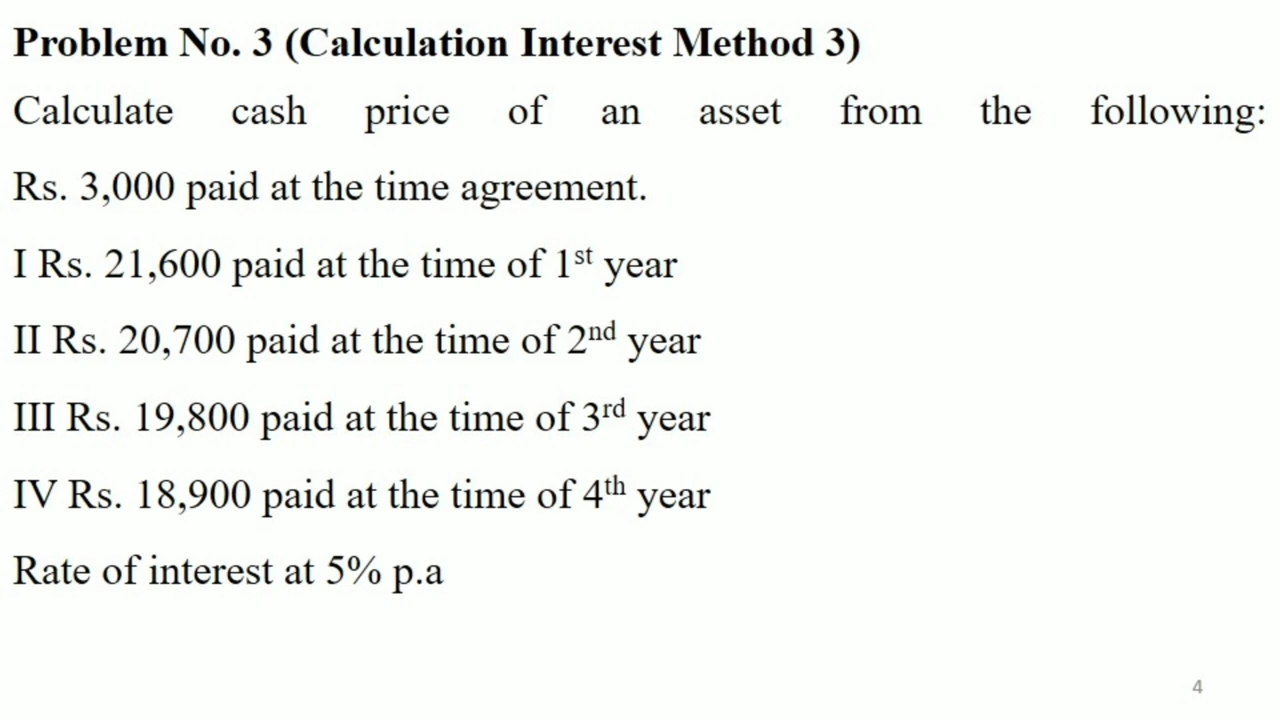 Problem No. 3 (Calculation Interest Method 3)
Calculate cash price of an asset from the following:
Rs. 3,000 paid at the time agreement.
I Rs. 21,600 paid at the time of 1st year
II Rs. 20,700 paid at the time of 2nd year
III Rs. 19,800 paid at the time of 3rd year
IV Rs. 18,900 paid at the time of 4th year
Rate of interest at 5% p.a
4